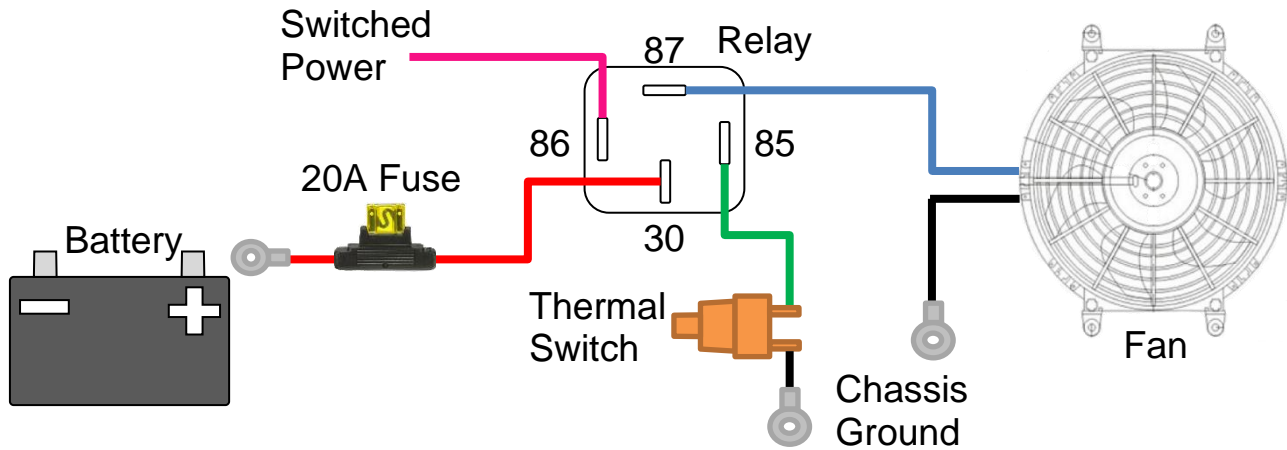 Switched
Power
87
Relay
86
85
20A Fuse
30
Battery
Thermal
Switch
Chassis
Ground
Fan